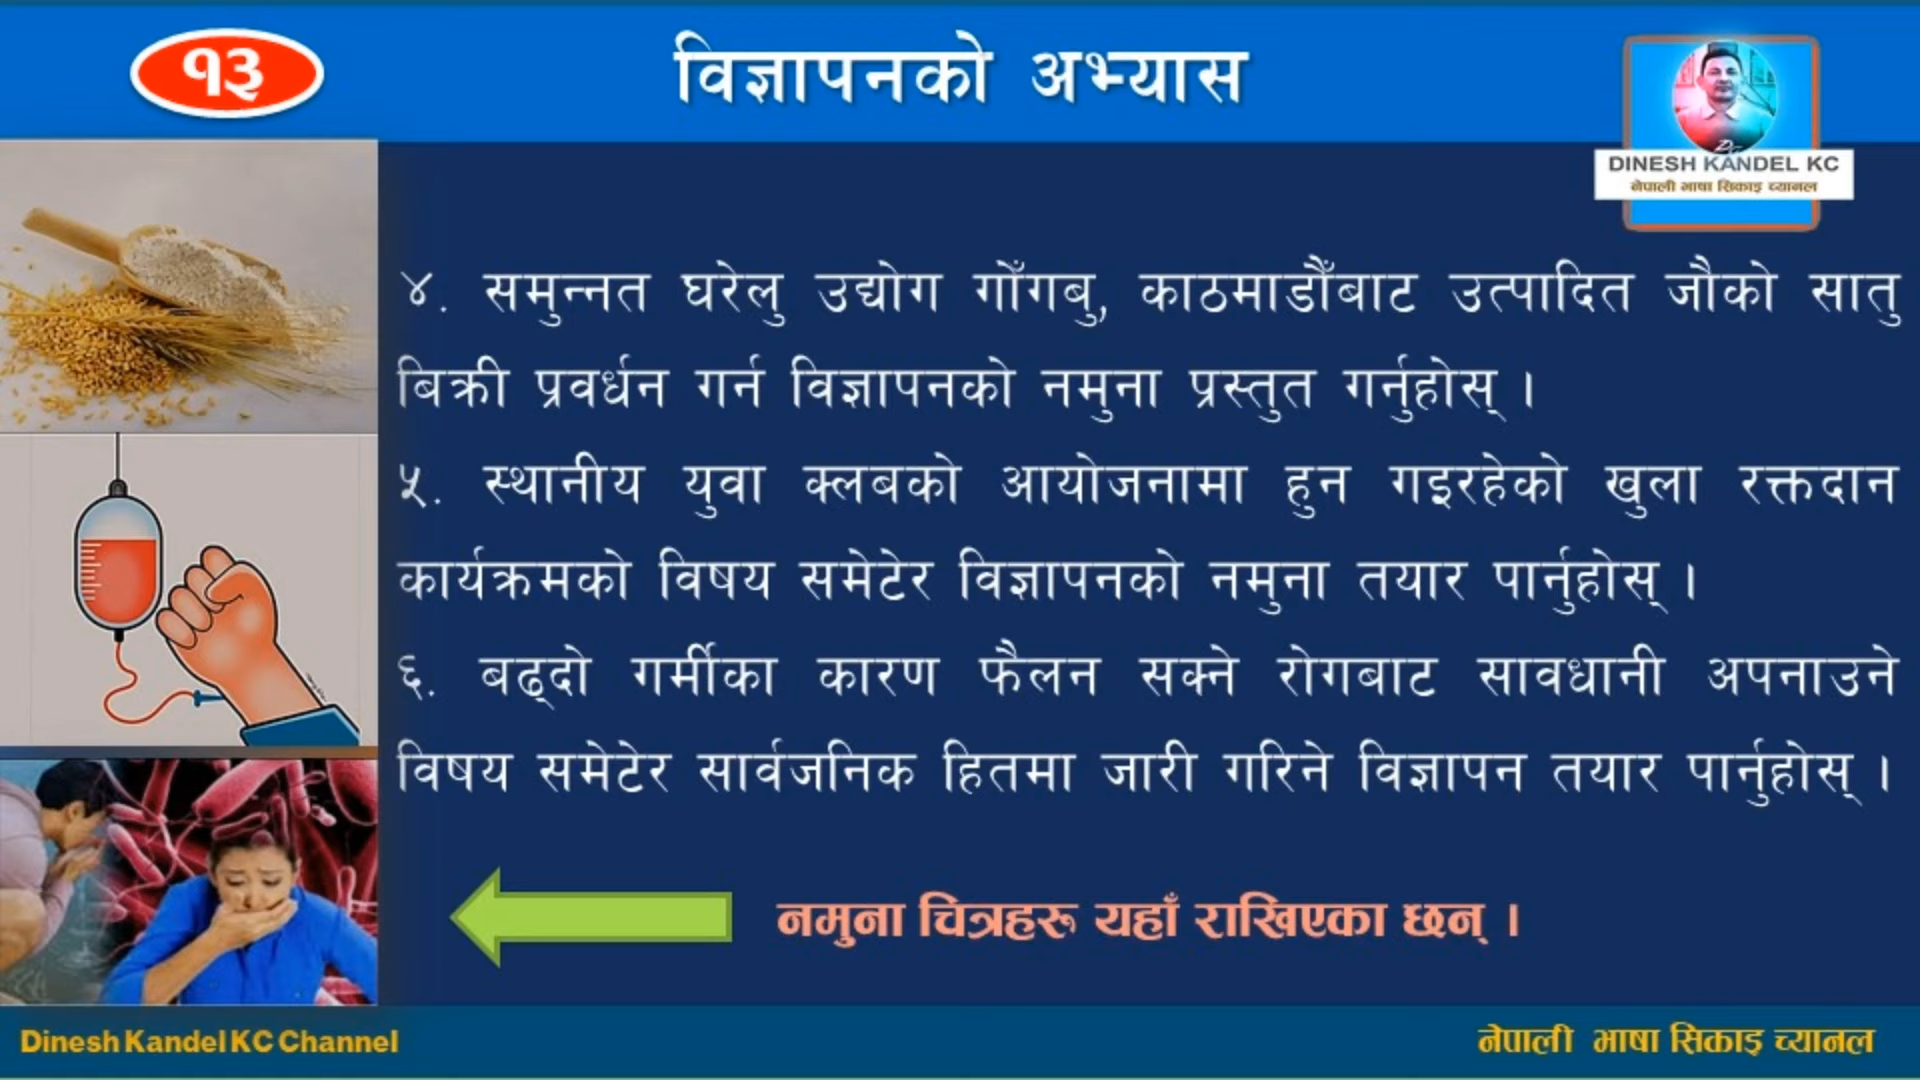 १३
विज्ञापनको अभ्यास
DINESH KANDEL KC
नेपाली भाषा सिकाइ च्यानल
४. समुन्नत घरेलु उद्योग गोँगबु, काठमाडौँबाट उत्पादित जौको सातु
बिक्री प्रवर्धन गर्न विज्ञापनको नमुना प्रस्तुत गर्नुहोस् ।
५. स्थानीय युवा क्लबको आयोजनामा हुन गइरहेको खुला रक्तदान
कार्यक्रमको विषय समेटेर विज्ञापनको नमुना तयार पार्नुहोस् ।
६. बढ्दो गर्मीका कारण फैलन सक्ने रोगबाट सावधानी अपनाउने
विषय समेटेर सार्वजनिक हितमा जारी गरिने विज्ञापन तयार पार्नुहोस् ।
नमुना चित्रहरू यहाँ राखिएका छन् ।
Dinesh Kandel KC Channel
नेपाली भाषा सिकाइ च्यानल